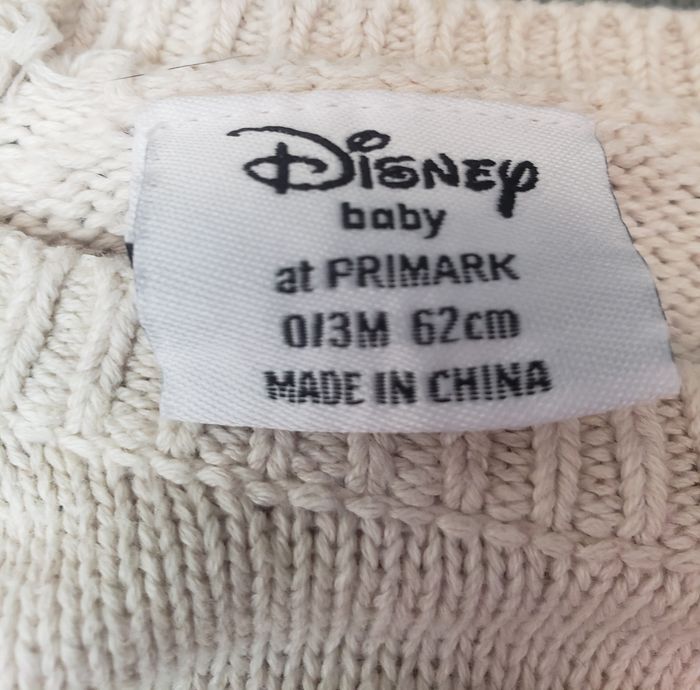 Disney
baby
at PRIMARK
0/3M 62cm
MADE IN CHINA